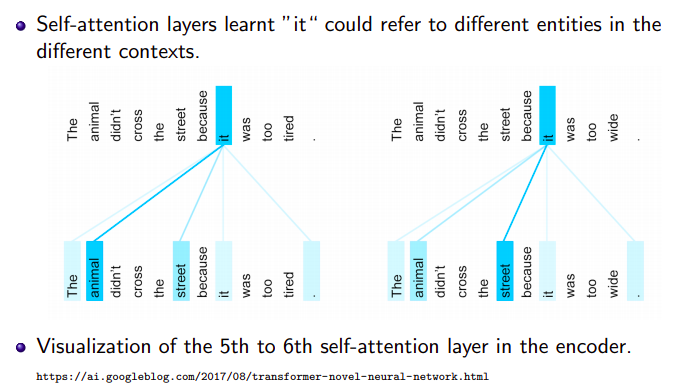 Self-attention layers learnt "it“ could refer to different entities in the
different contexts.
The animal didn't cross the street because it was too tired .
The animal didn't cross the street because it was too wide .
The animal didn't cross the street because it was too tired .
The animal didn't cross the street because it was too wide .
Visualization of the 5th to 6th self-attention layer in the encoder.
https://ai.googleblog.com/2017/08/transformer-novel-neural-network.html